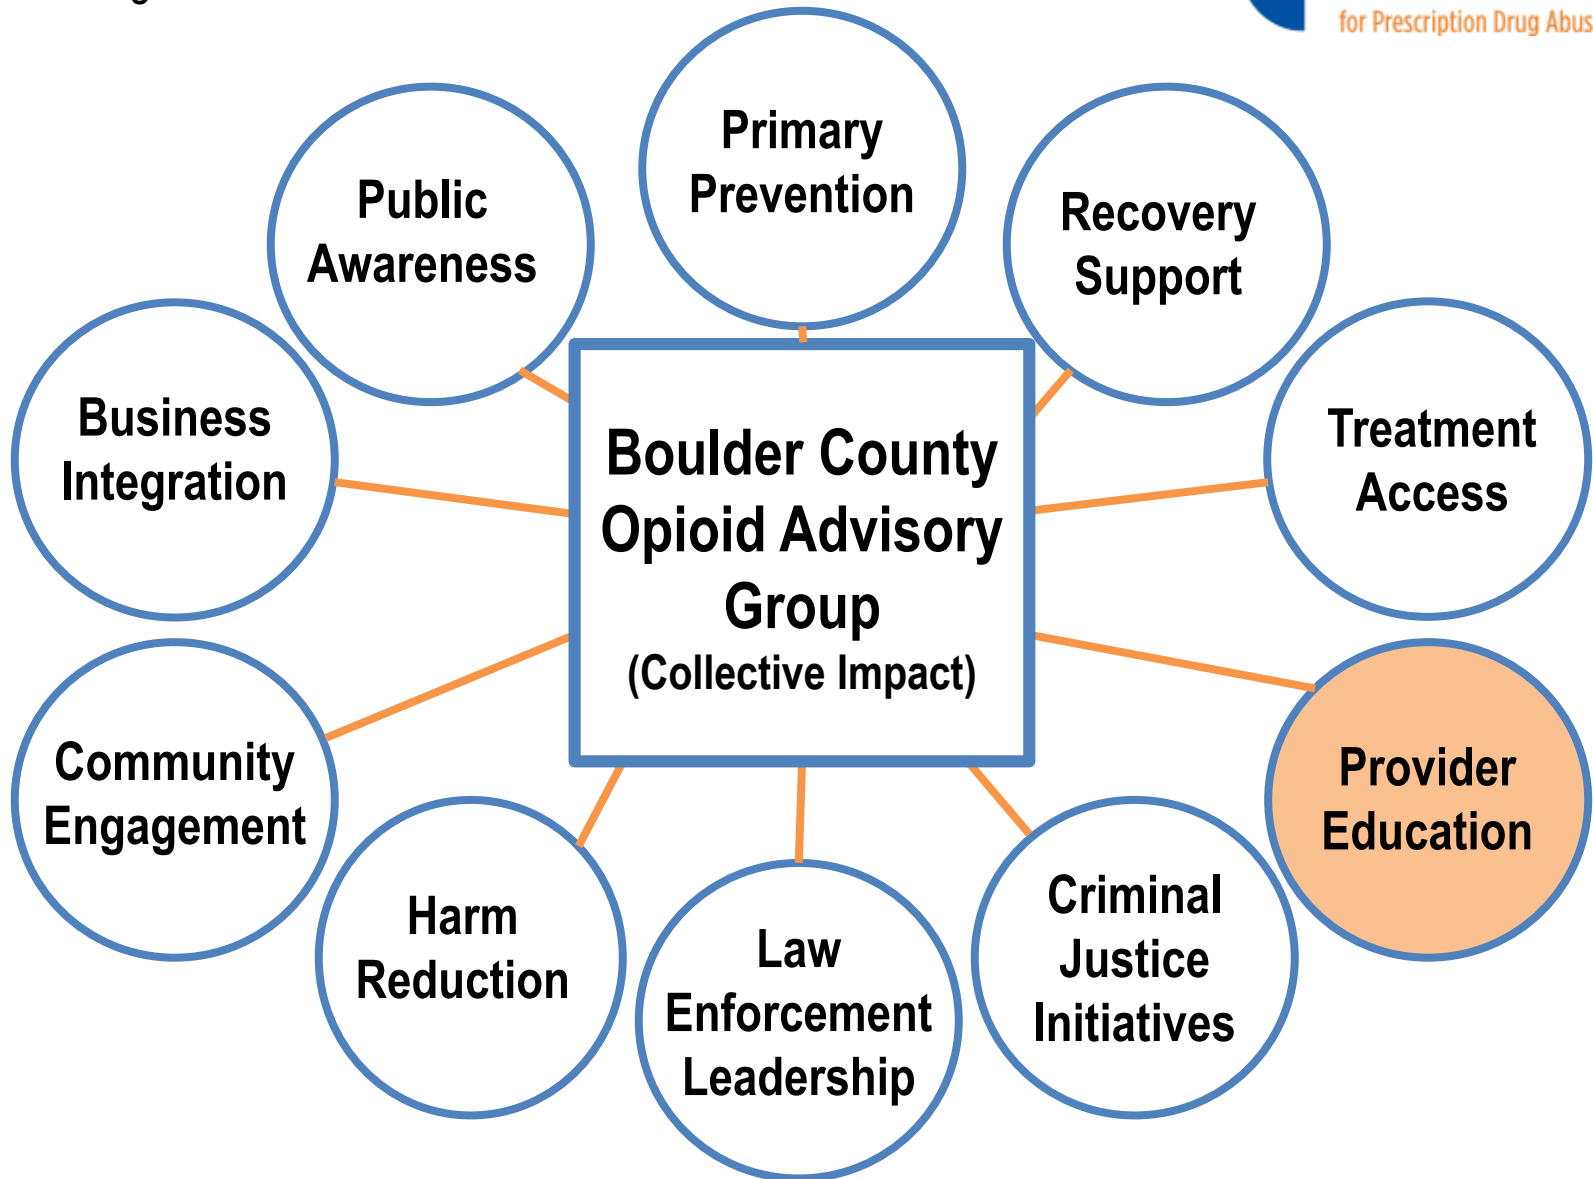 for Prescription Drug Abus
Primary
Prevention
Public
Awareness
Recovery
Support
Business
Integration
Treatment
Access
Boulder County
Opioid Advisory
Group
(Collective Impact)
Community
Engagement
Provider
Education
Harm
Reduction
Law
Enforcement
Leadership
Criminal
Justice
Initiatives